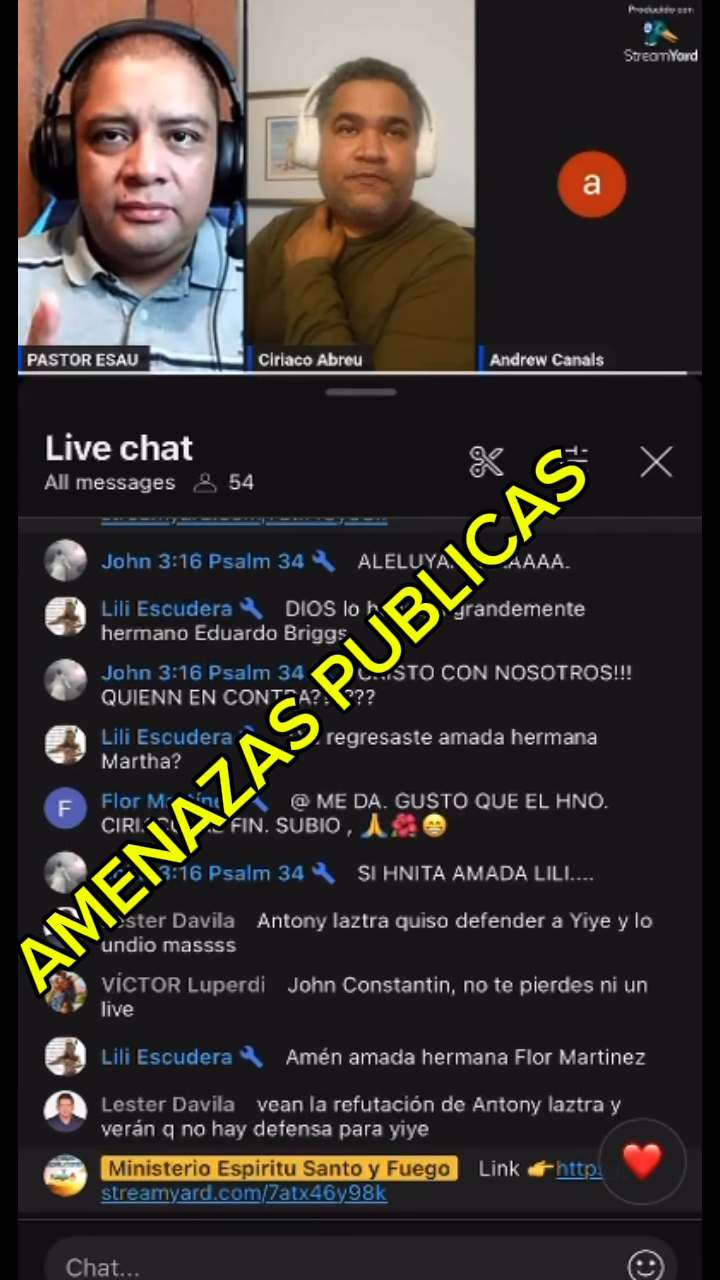 Producido con
StreamYard
PASTOR ESAU
Ciriaco Abreu
a
Andrew Canals
Live chat
All messages 54
John 3:16 Psalm 34 🔧
Lili Escudera 🔧 DIOS lo grandemente
hermano Eduardo Briggs
John 3:16 Psalm 34 CRISTO CON NOSOTROS!!!
QUIENN EN CONTRA??????
Lili Escudera regresaste amada hermana
Martha?
F
Flor @ ME DA. GUSTO QUE EL HNO.
FIN. SUBIO , 🙏🌺😁
3:16 Psalm 34 🔧 SI HNITA AMADA LILI....
Lester Davila Antony laztra quiso defender a Yiye y lo
undio massss
VÍCTOR Luperdi John Constantin, no te pierdes ni un
live
Lili Escudera 🔧 Amén amada hermana Flor Martinez
Lester Davila vean la refutación de Antony laztra y
verán q no hay defensa para yiye
Ministerio Espiritu Santo y Fuego Link 👉
streamyard.com/7atx46y98k
Chat...
AMENAZAS PUBLICAS